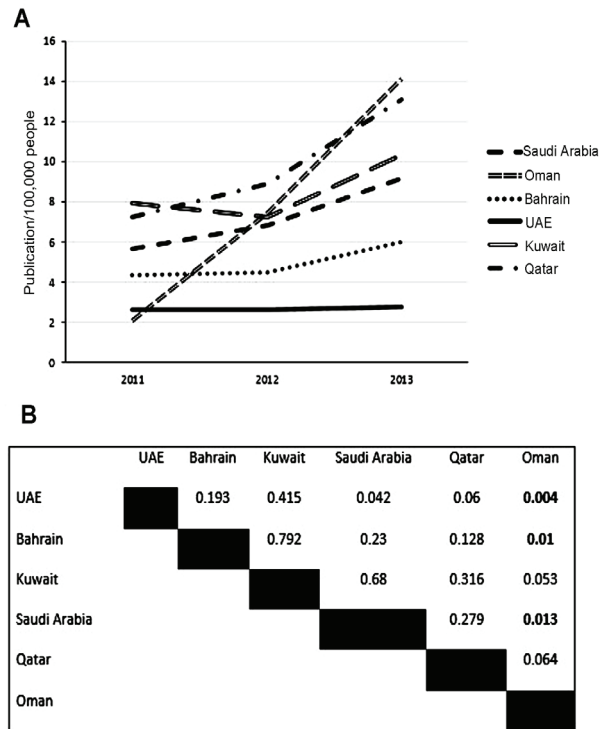 A
16
14
12
10
8
6
4
2
0
Publication/100,000 people
2011 2012 2013
Saudi Arabia
Oman
Bahrain
UAE
Kuwait
Qatar
B
UAE Bahrain Kuwait Saudi Arabia Qatar Oman
UAE 0.193 0.415 0.042 0.06 0.004
Bahrain 0.792 0.23 0.128 0.01
Kuwait 0.68 0.316 0.053
Saudi Arabia 0.279 0.013
Qatar 0.064
Oman